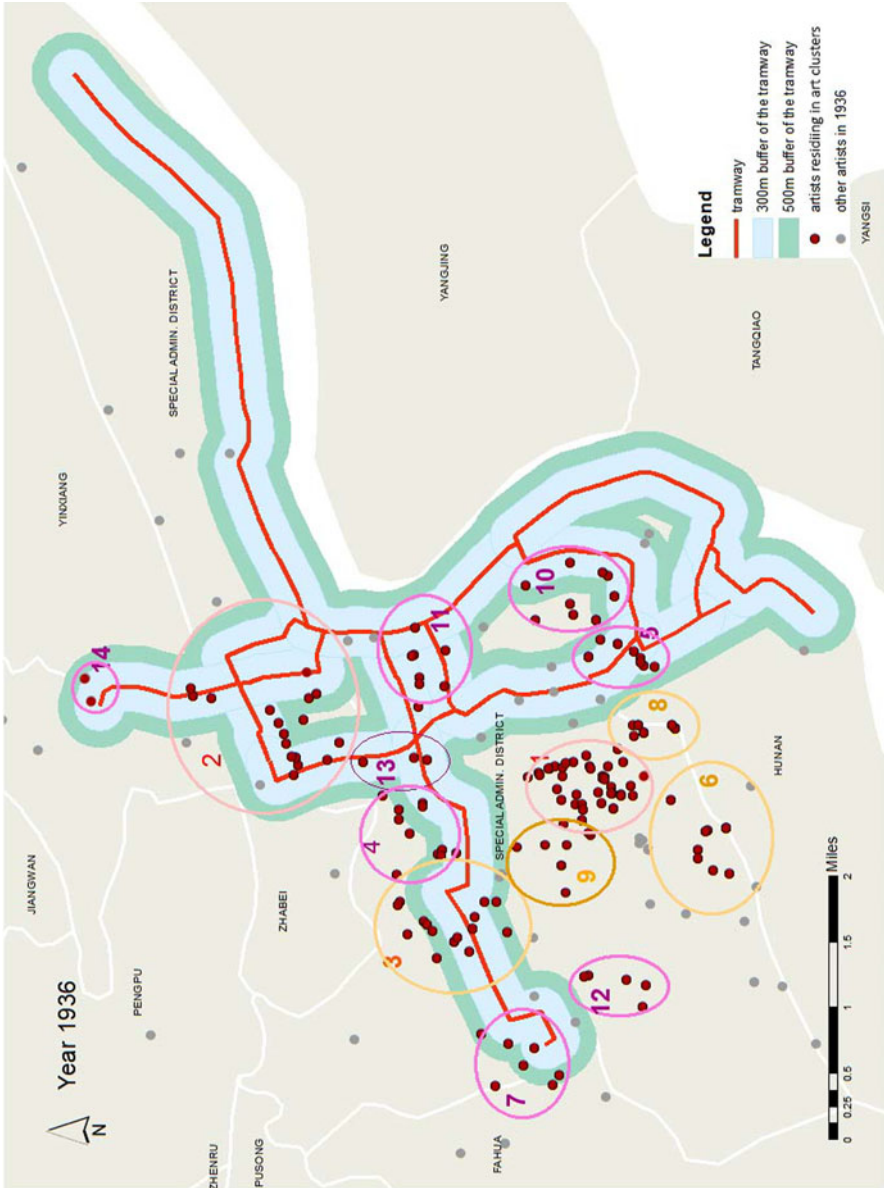 Year 1936
N
ZHENRU
PUSONG
PENGPU
JIANGWAN
YINXIANG
SPECIAL ADMIN. DISTRICT
ZHABEI
YANGJING
FAHUA
SPECIAL ADMIN. DISTRICT
HUNAN
TANGQIAO
YANGSI
14
2
13
11
4
3
7
10
5
1
8
9
6
12
Legend
tramway
300m buffer of the tramway
500m buffer of the tramway
artists residiing in art clusters
other artists in 1936
0 0.25 0.5 1 1.5 2
Miles